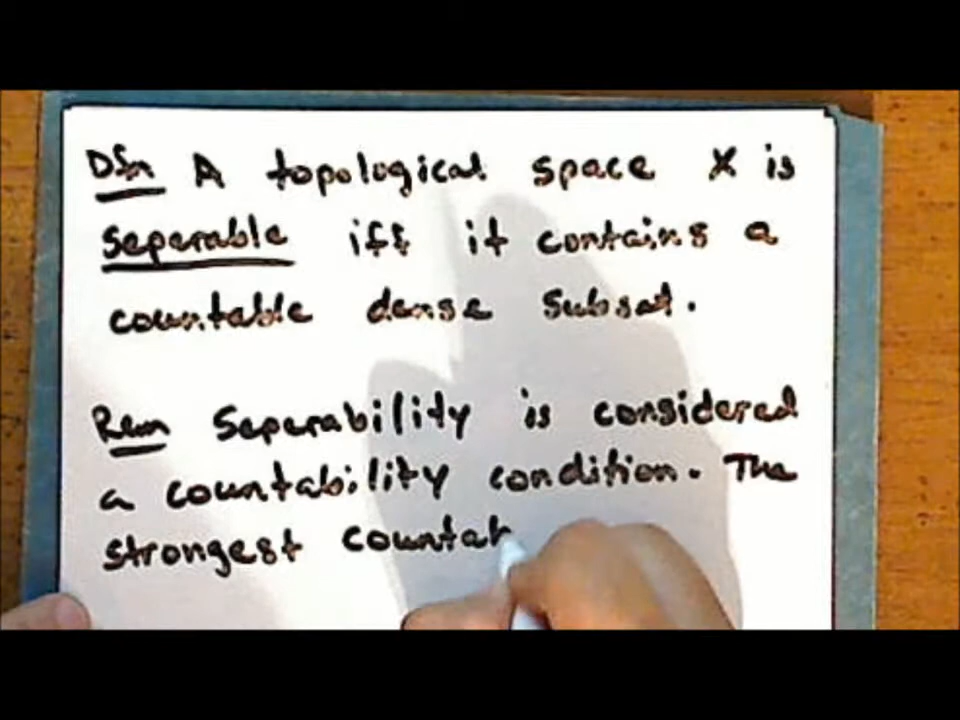 Dfn A topological space X is
seperable iff it contains a
countable dense subset.
Rem Seperability is considered
a countability condition. The
strongest countab